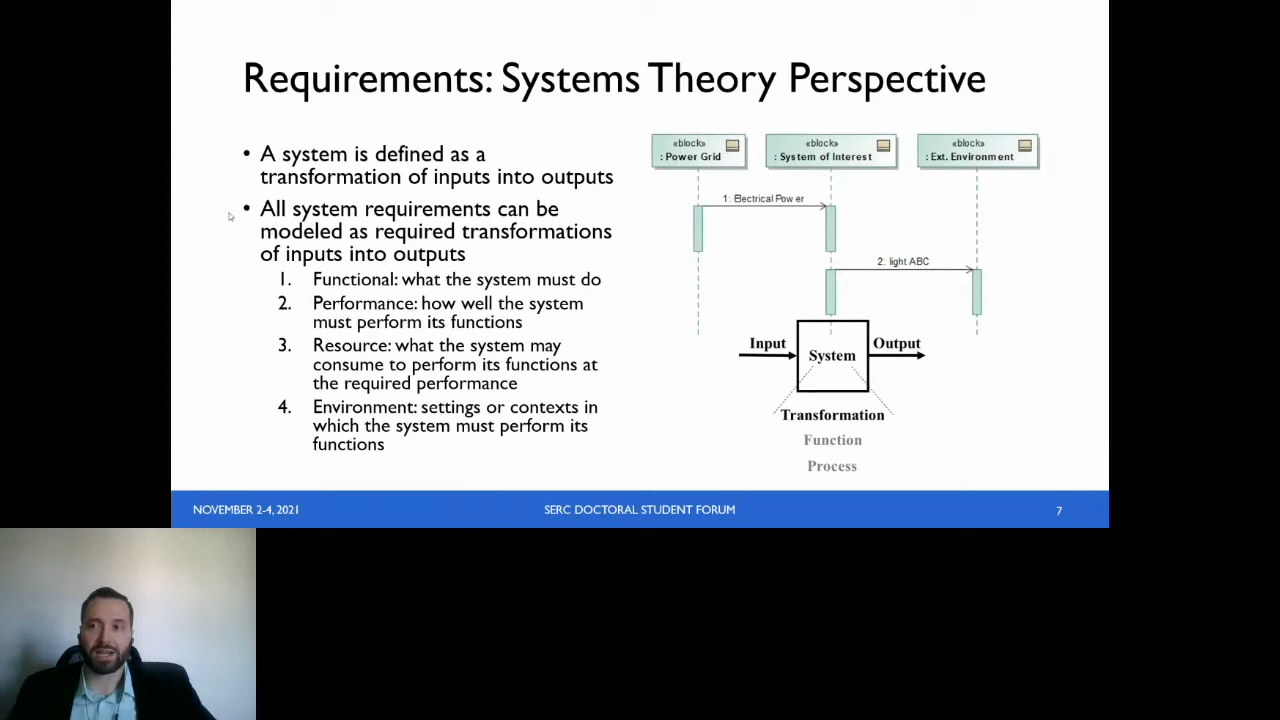 Requirements: Systems Theory Perspective
• A system is defined as a
transformation of inputs into outputs
• All system requirements can be
modeled as required transformations
of inputs into outputs
1. Functional: what the system must do
2. Performance: how well the system
must perform its functions
3. Resource: what the system may
consume to perform its functions at
the required performance
4. Environment: settings or contexts in
which the system must perform its
functions
«block»
: Power Grid
«block»
: System of Interest
«block»
: Ext. Environment
1: Electrical Power
2: light ABC
Input
System
Output
Transformation
Function
Process
NOVEMBER 2-4, 2021
SERC DOCTORAL STUDENT FORUM
7